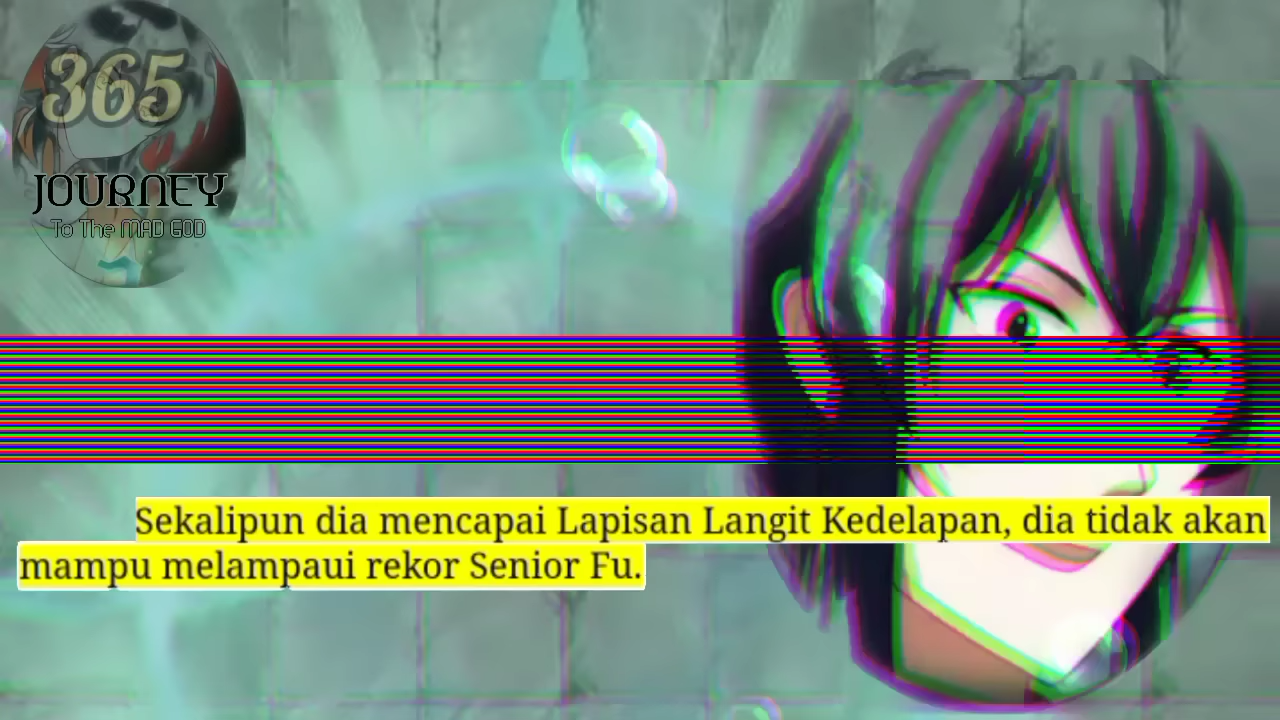 365
JOURNEY
To The MAD GOD
Sekalipun dia mencapai Lapisan Langit Kedelapan, dia tidak akan
mampu melampaui rekor Senior Fu.